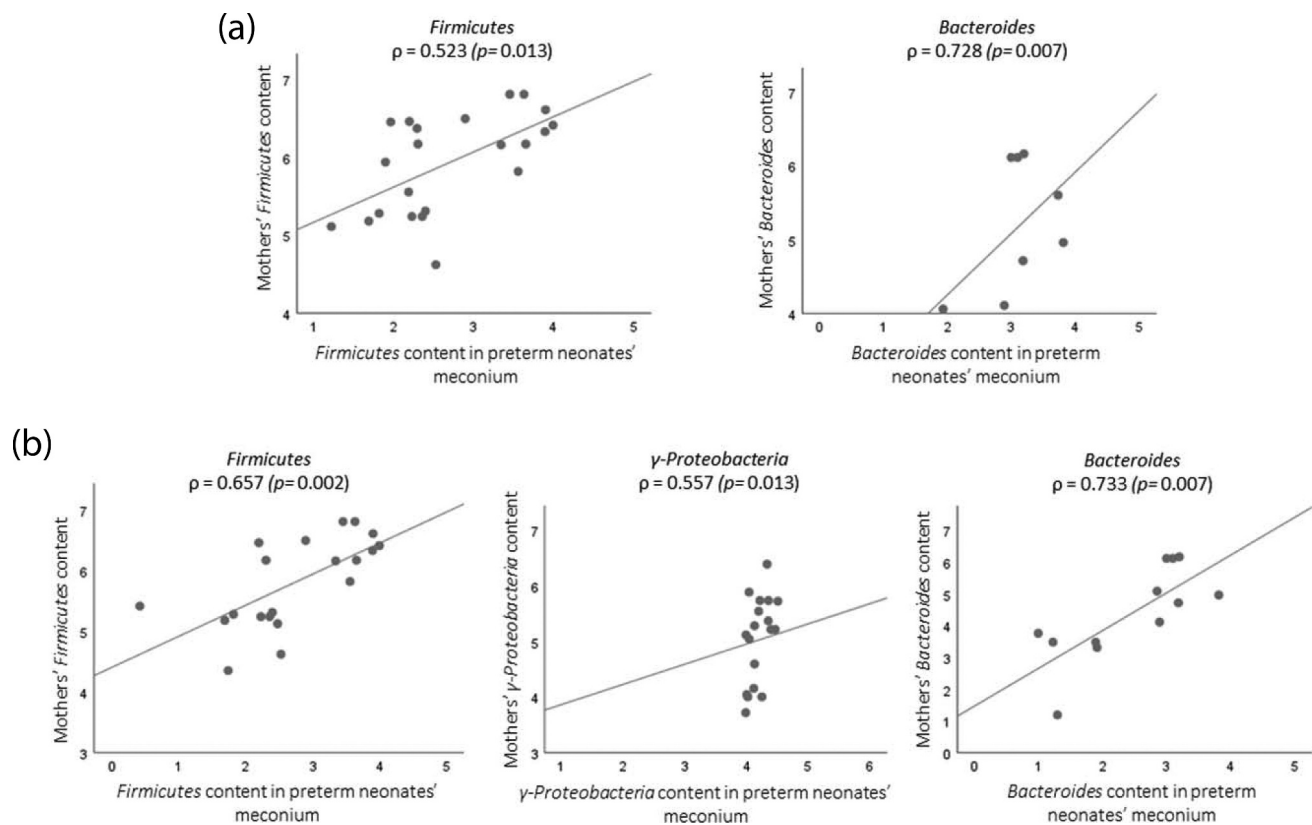 (a)
Firmicutes
ρ = 0.523 (p= 0.013)
Mothers' Firmicutes content
7
6
5
4
1 2 3 4 5
Firmicutes content in preterm neonates'
meconium
Bacteroides
ρ = 0.728 (p= 0.007)
Mothers' Bacteroides content
7
6
5
4
0 1 2 3 4 5
Bacteroides content in preterm
neonates' meconium
(b)
Firmicutes
ρ = 0.657 (p= 0.002)
Mothers' Firmicutes content
7
6
5
4
3
0 1 2 3 4 5
Firmicutes content in preterm neonates'
meconium
γ-Proteobacteria
ρ = 0.557 (p= 0.013)
Mothers' γ-Proteobacteria content
7
6
5
4
3
1 2 3 4 5 6
γ-Proteobacteria content in preterm neonates'
meconium
Bacteroides
ρ = 0.733 (p= 0.007)
Mothers' Bacteroides content
7
6
5
4
3
2
1
0
0 1 2 3 4 5
Bacteroides content in preterm
neonates' meconium